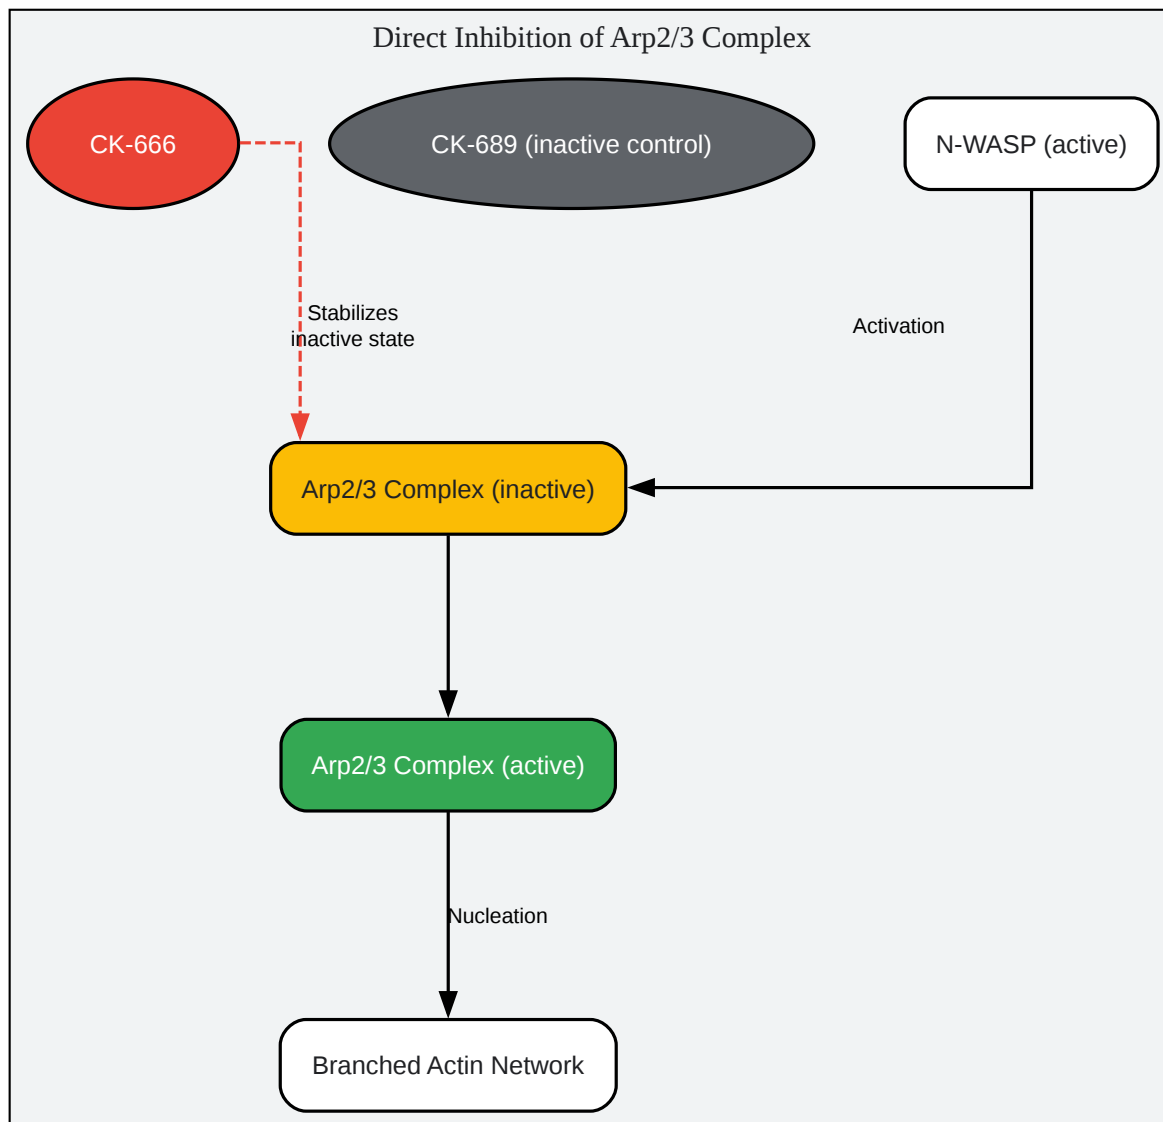 Direct Inhibition of Arp2/3 Complex
CK-666
CK-689 (inactive control)
N-WASP (active)
Stabilizes
inactive state
Activation
Arp2/3 Complex (inactive)
Arp2/3 Complex (active)
Nucleation
Branched Actin Network